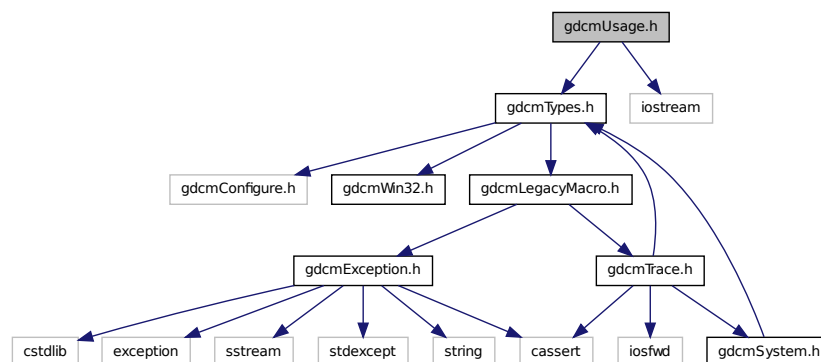 gdcmUsage.h
gdcmTypes.h
iostream
gdcmConfigure.h
gdcmWin32.h
gdcmLegacyMacro.h
gdcmException.h
gdcmTrace.h
cstdlib
exception
sstream
stdexcept
string
cassert
iosfwd
gdcmSystem.h